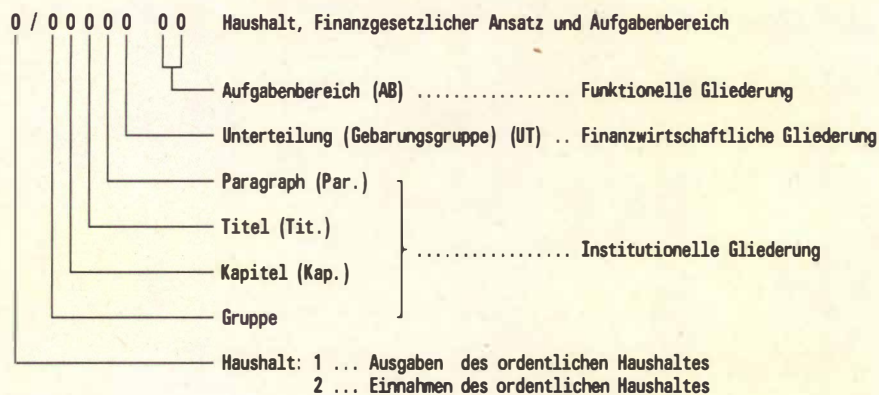 0 / 0 0 0 0 0 0 0 Haushalt, Finanzgesetzlicher Ansatz und Aufgabenbereich
Aufgabenbereich (AB) ................. Funktionelle Gliederung
Unterteilung (Gebarungsgruppe) (UT) .. Finanzwirtschaftliche Gliederung
Paragraph (Par.)
Titel (Tit.)
................. Institutionelle Gliederung
Kapitel (Kap.)
Gruppe
Haushalt: 1 ... Ausgaben des ordentlichen Haushaltes
2 ... Einnahmen des ordentlichen Haushaltes